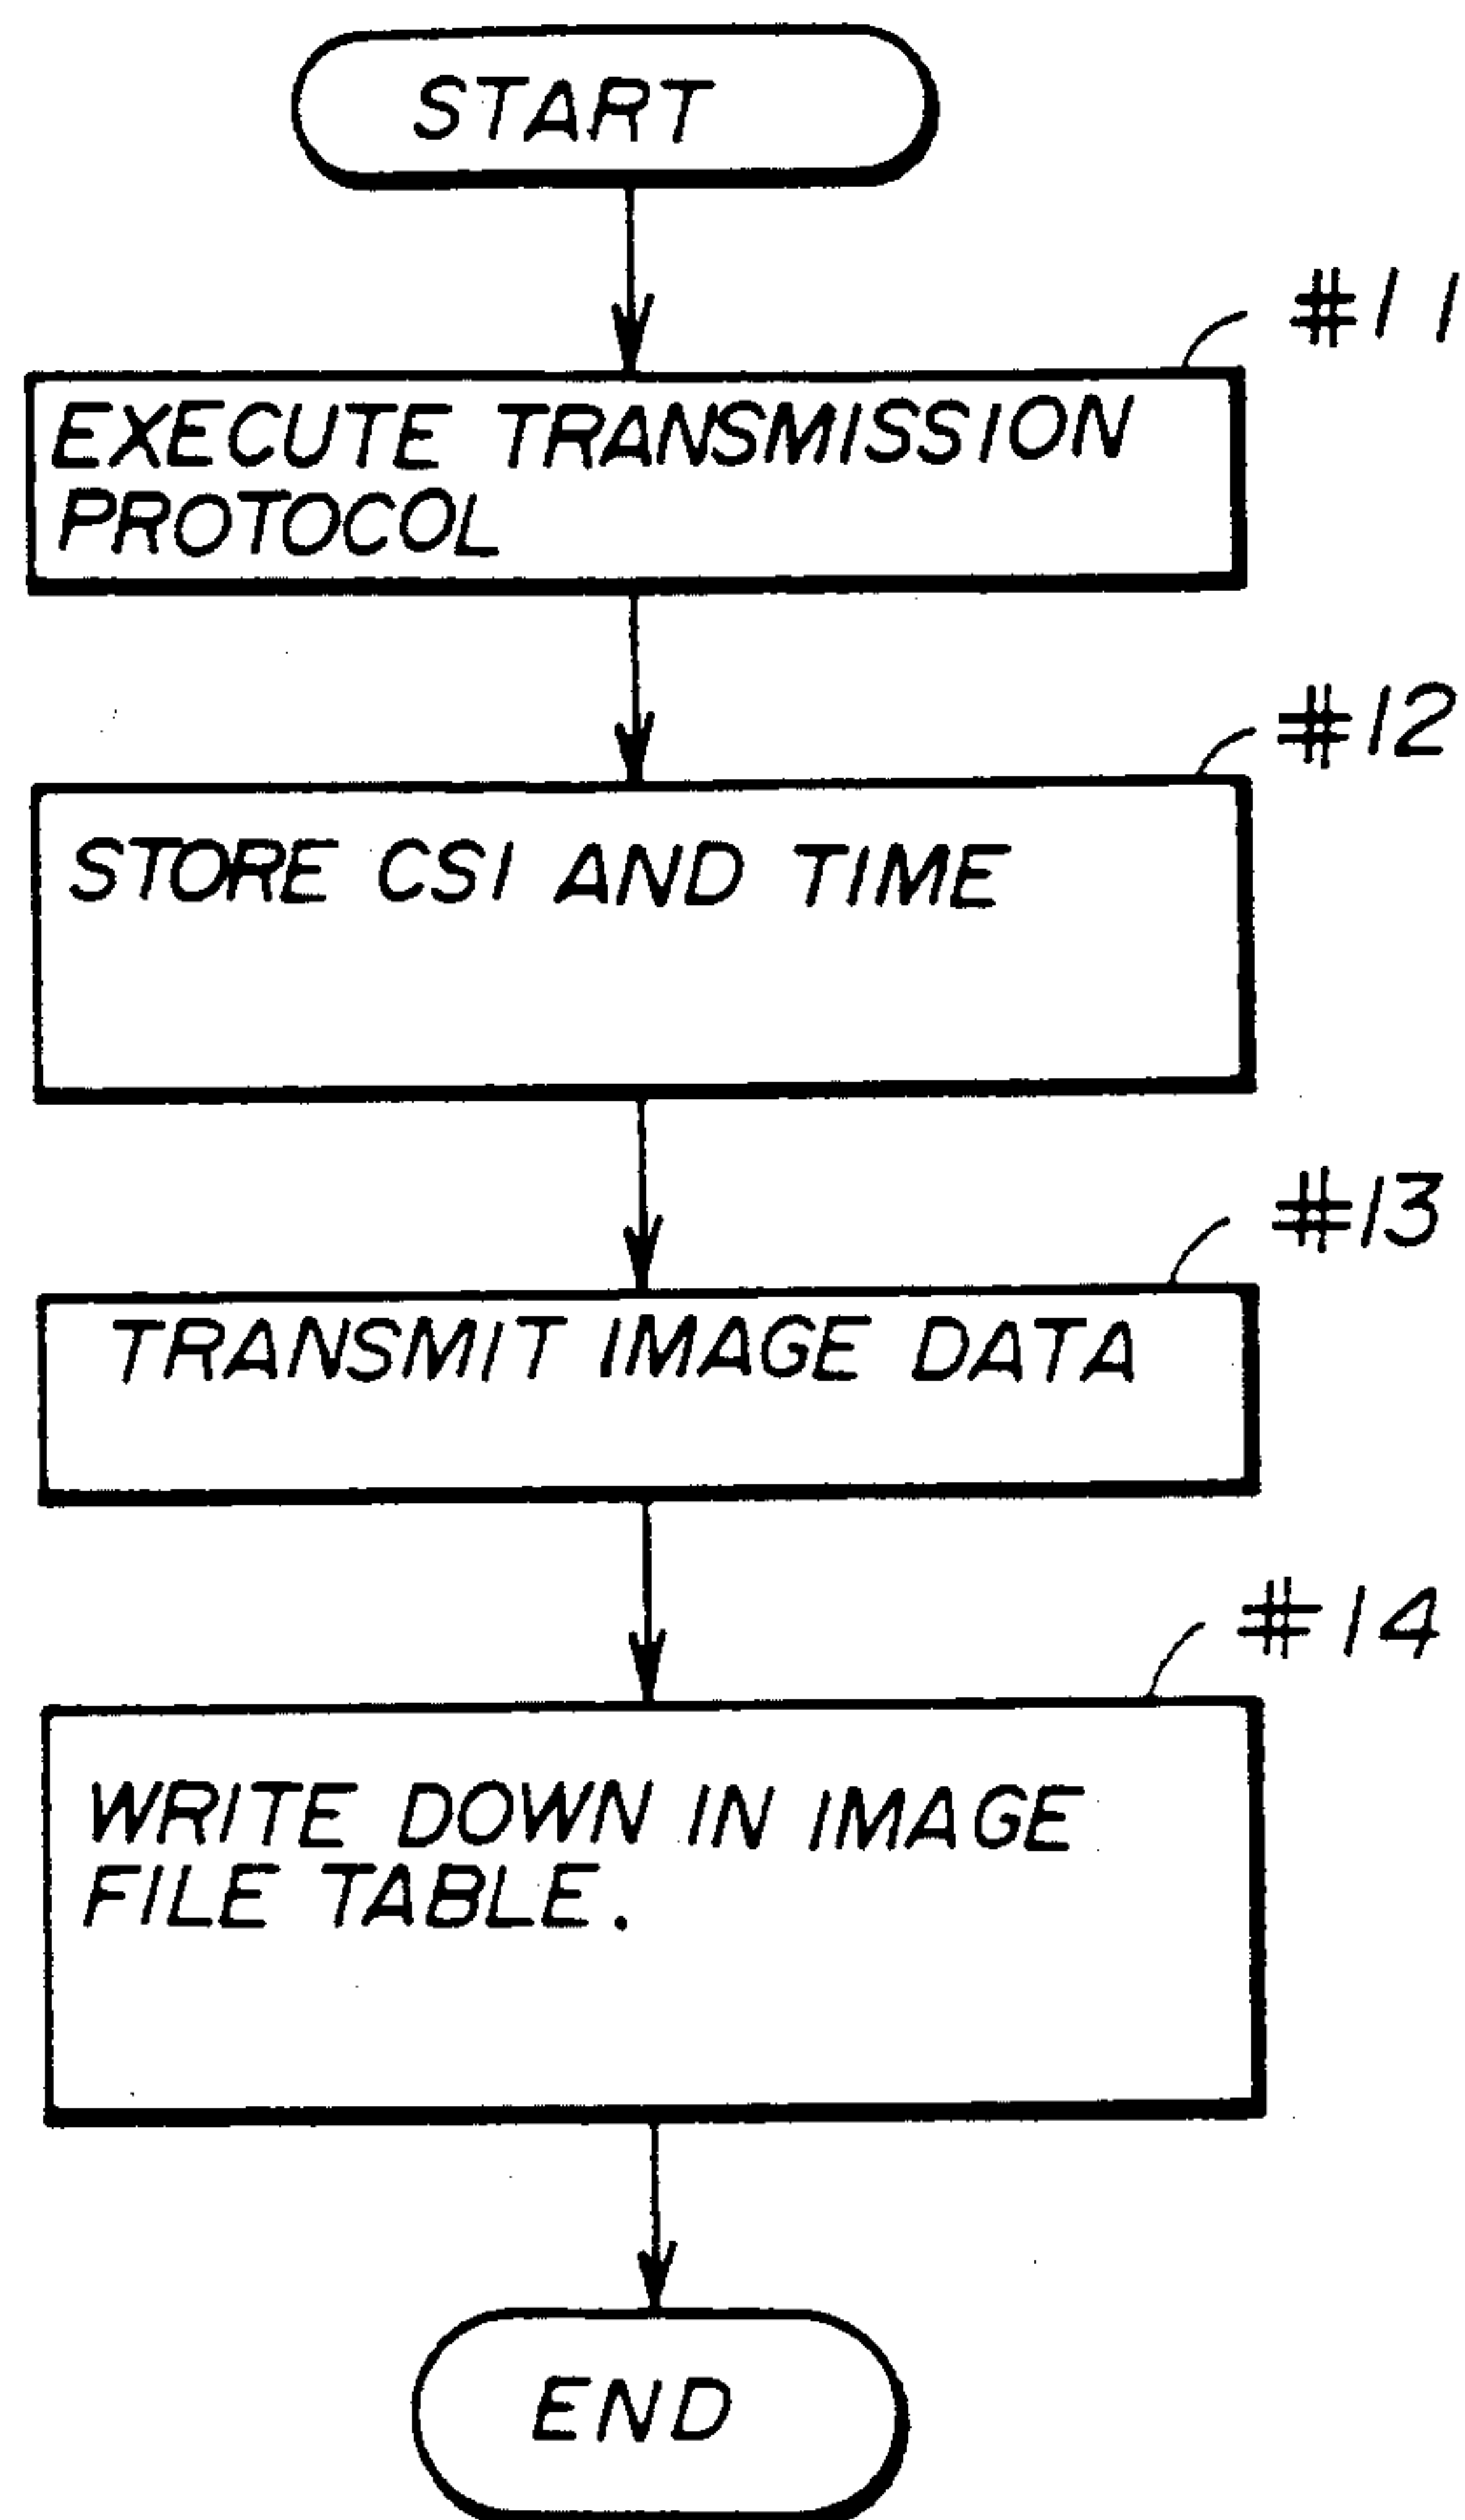 START
#11
EXECUTE TRANSMISSION
PROTOCOL
#12
STORE CSI AND TIME
#13
TRANSMIT IMAGE DATA
#14
WRITE DOWN IN IMAGE
FILE TABLE.
END